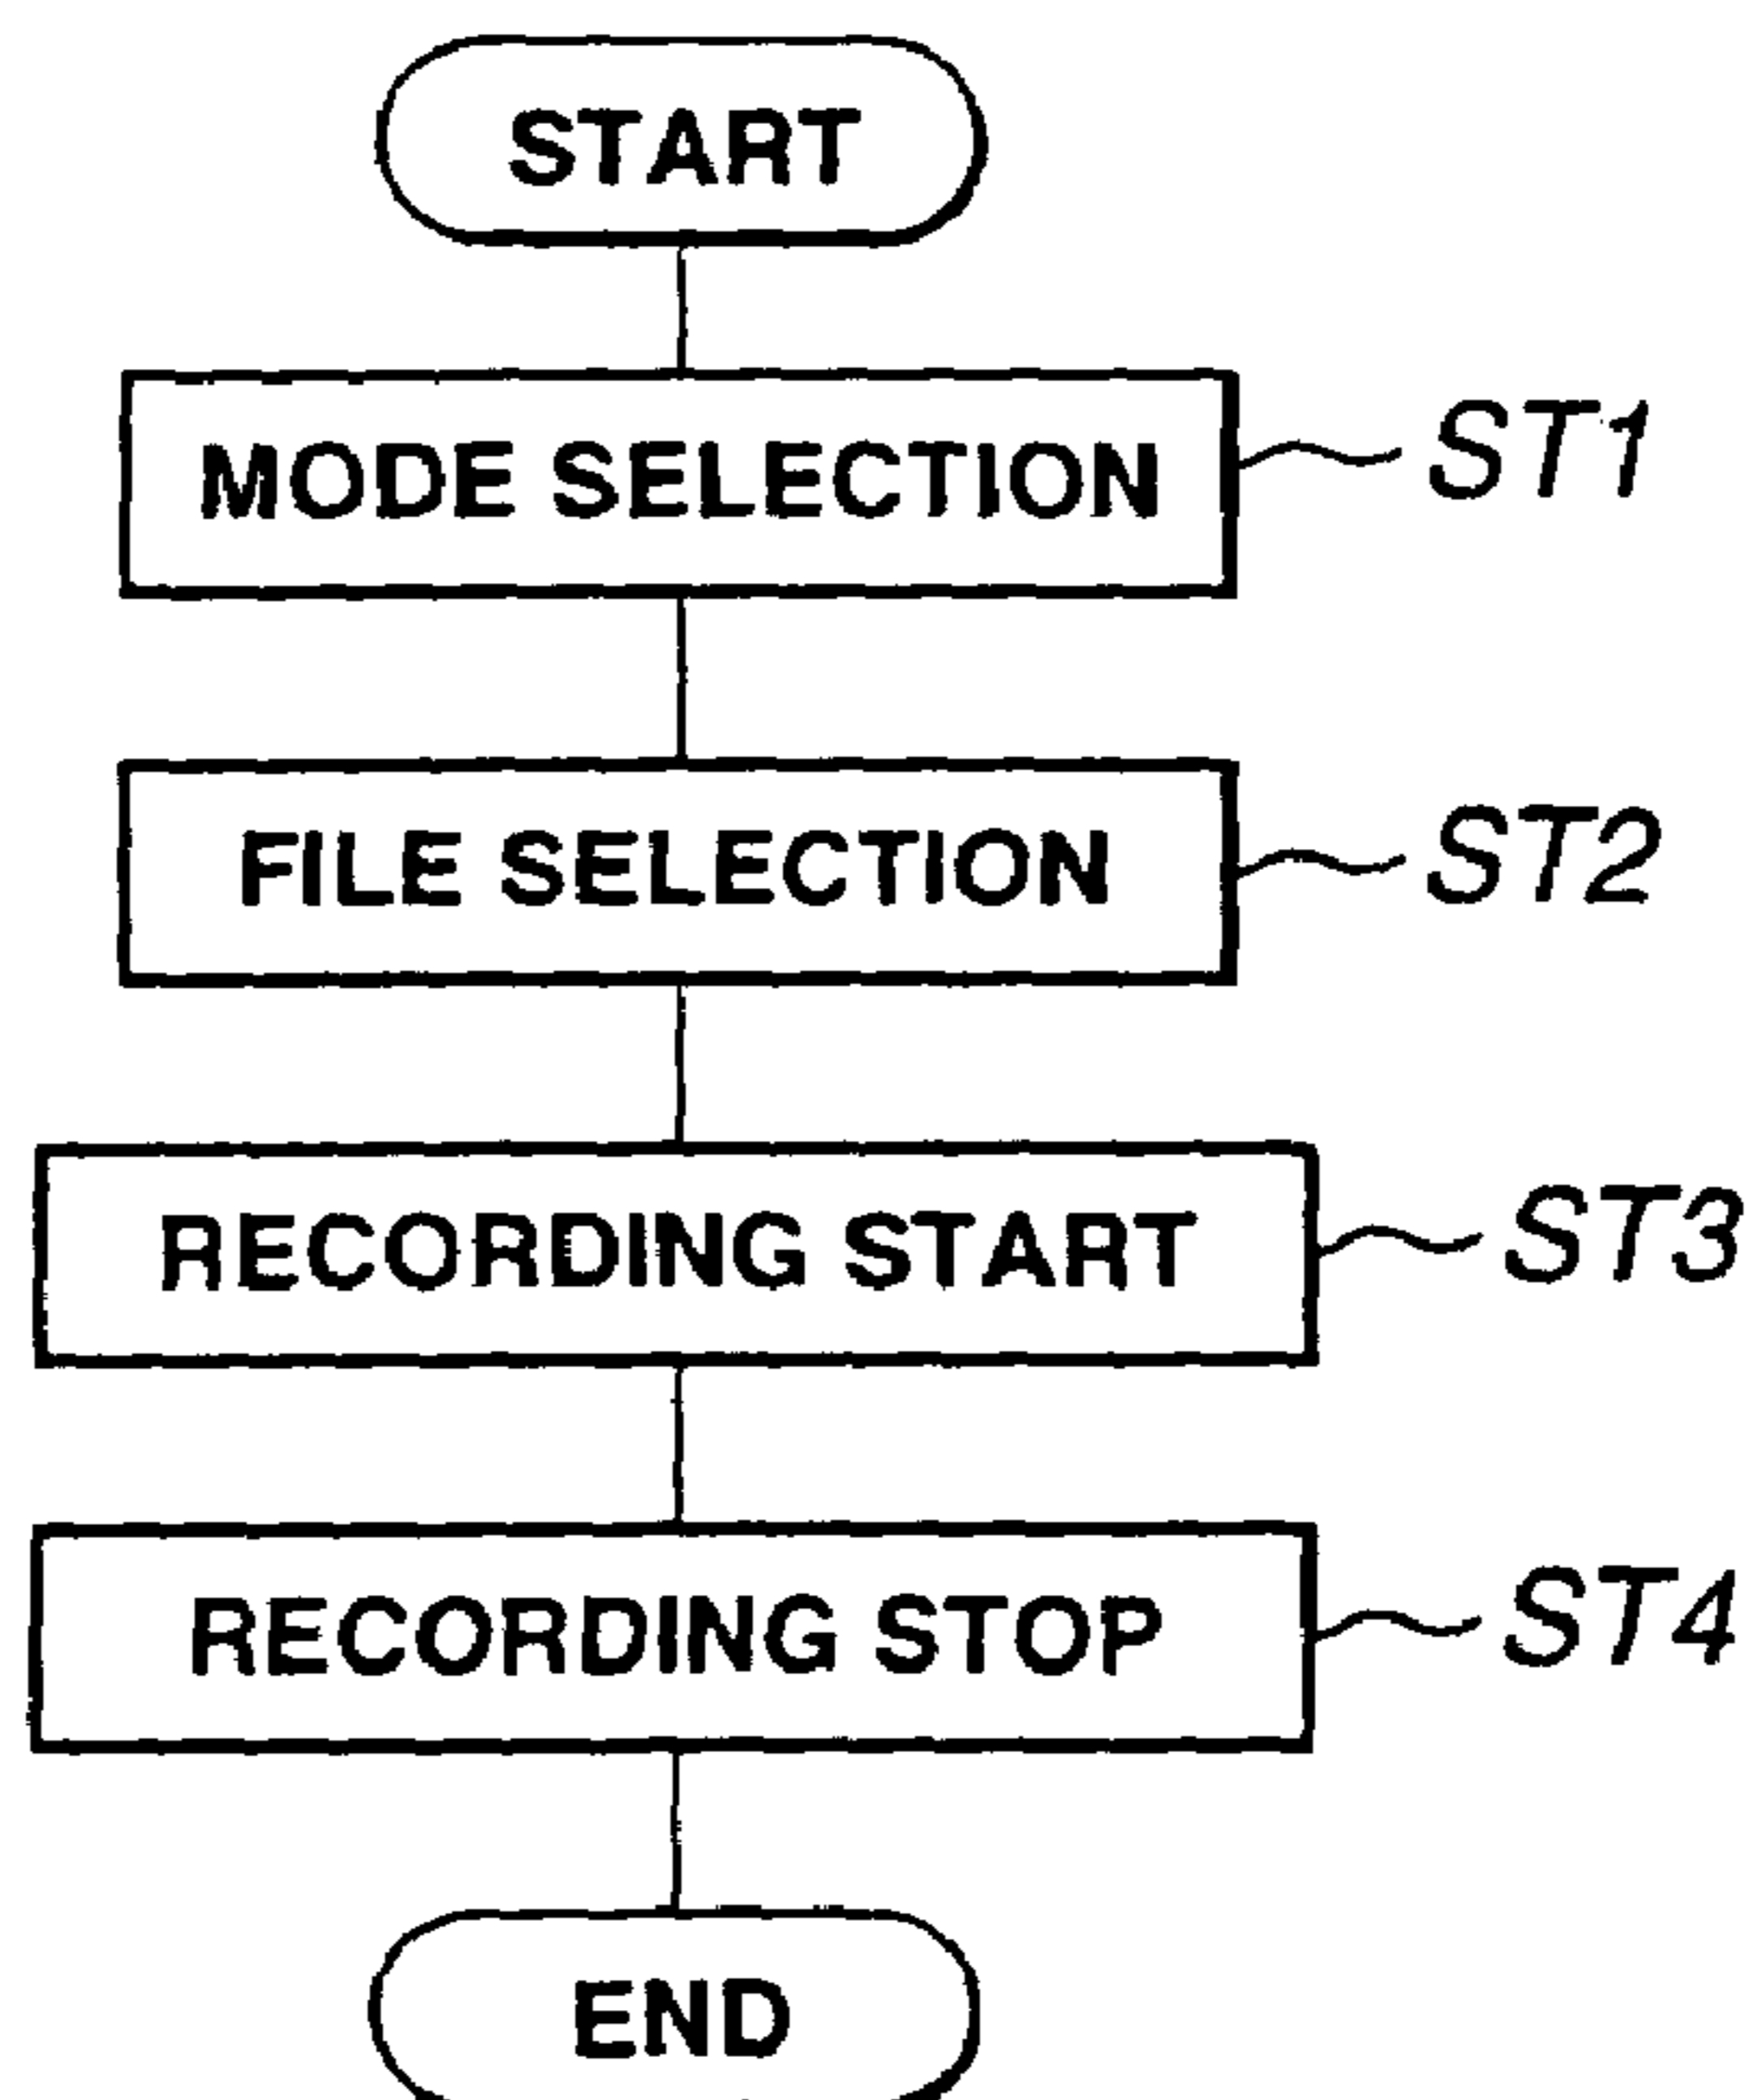 START
MODE SELECTION ST1
FILE SELECTION ST2
RECORDING START ST3
RECORDING STOP ST4
END